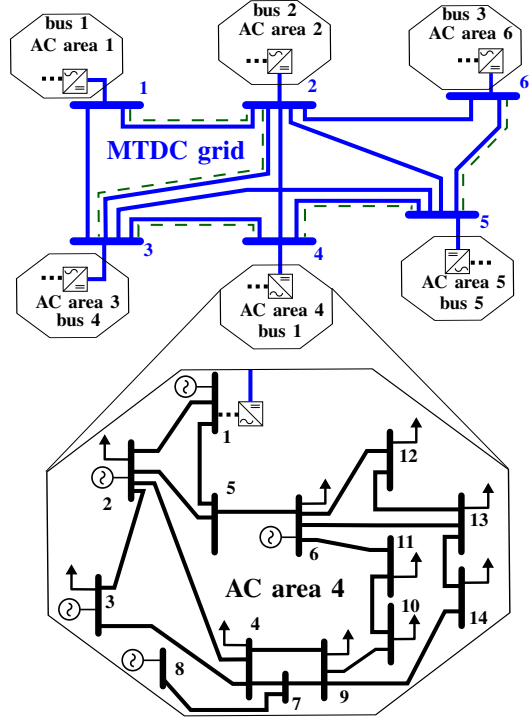 bus 1
AC area 1
bus 2
AC area 2
bus 3
AC area 6
1
2
6
MTDC grid
3
4
5
AC area 3
bus 4
AC area 4
bus 1
AC area 5
bus 5
1
12
2
5
6
13
11
3
AC area 4
4
10
14
8
7
9